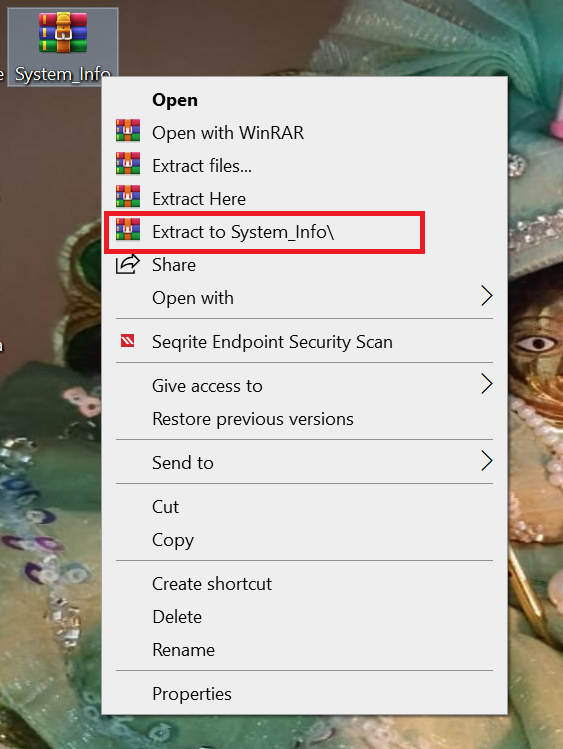 System_Info
Open
Open with WinRAR
Extract files...
Extract Here
Extract to System_Info\
Share
Open with
Seqrite Endpoint Security Scan
Give access to
Restore previous versions
Send to
Cut
Copy
Create shortcut
Delete
Rename
Properties